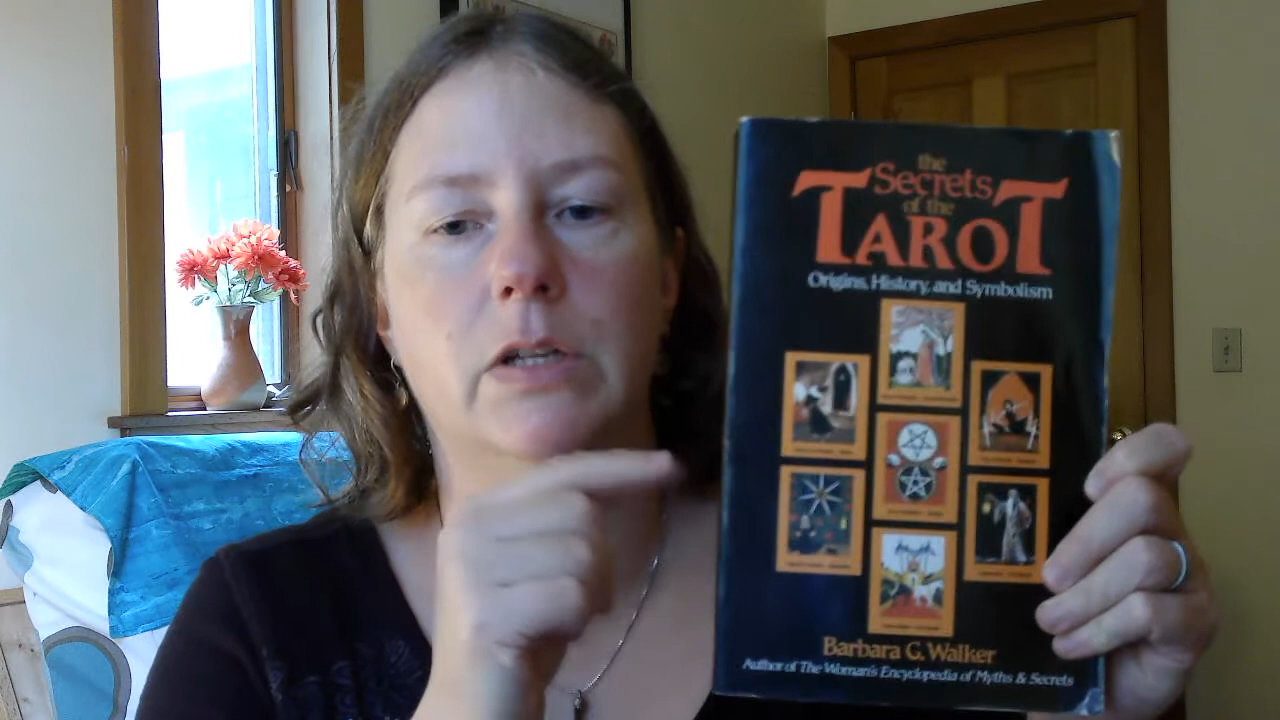 the
Secrets
of the
TAROT
Origins, History, and Symbolism
Barbara G. Walker
Author of The Woman's Encyclopedia of Myths & Secrets